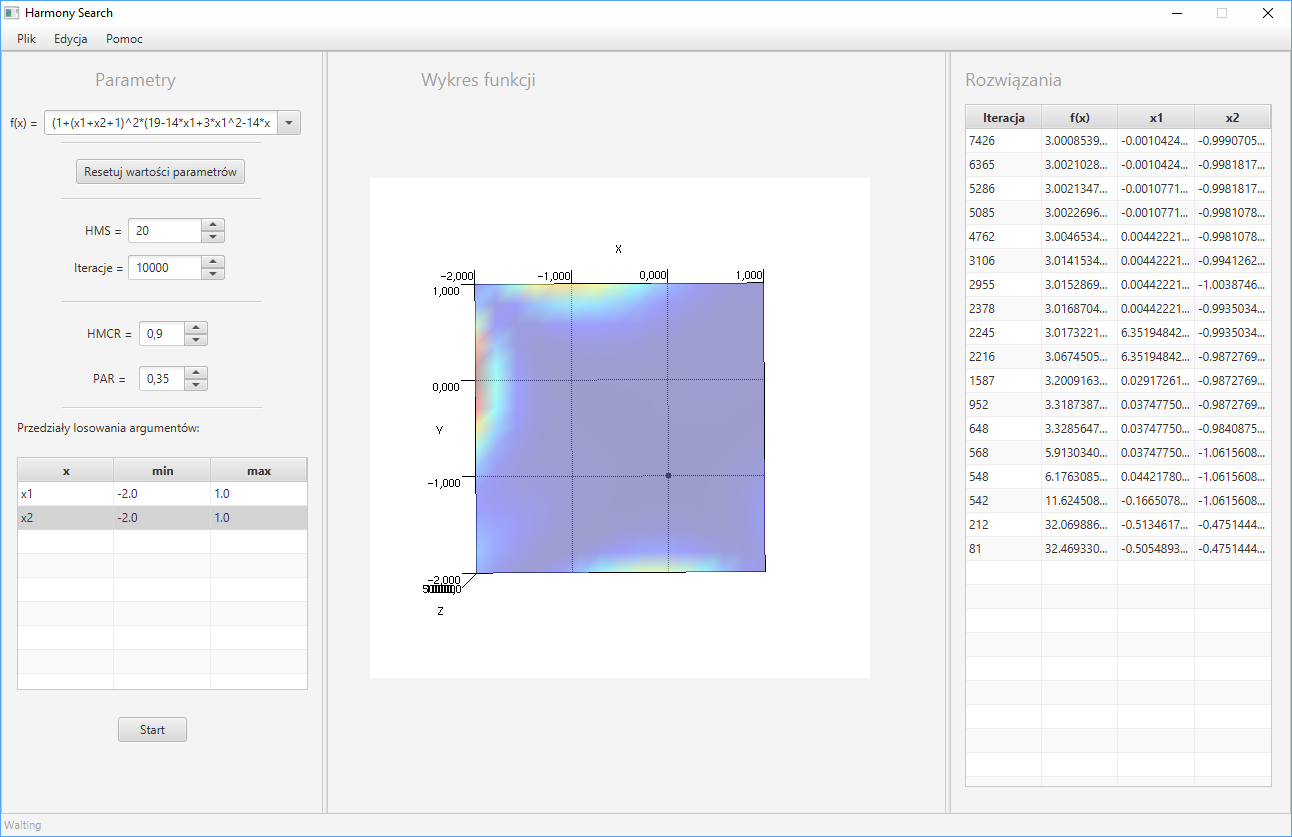 Harmony Search
Plik Edycja Pomoc
Parametry
f(x) = (1+(x1+x2+1)^2*(19-14*x1+3*x1^2-14*x
Resetuj wartości parametrów
HMS = 20
Iteracje = 10000
HMCR = 0,9
PAR = 0,35
Przedziały losowania argumentów:
x min max
x1 -2.0 1.0
x2 -2.0 1.0
Start
Wykres funkcji
X
-2,000 -1,000 0,000 1,000
1,000
0,000
Y
-1,000
-2,000
Z
Rozwiązania
Iteracja f(x) x1 x2
7426 3.0008539... -0.0010424... -0.9990705...
6365 3.0021028... -0.0010424... -0.9981817...
5286 3.0021347... -0.0010771... -0.9981817...
5085 3.0022696... -0.0010771... -0.9981078...
4762 3.0046534... 0.00442221... -0.9981078...
3106 3.0141534... 0.00442221... -0.9941262...
2955 3.0152869... 0.00442221... -1.0038746...
2378 3.0168704... 0.00442221... -0.9935034...
2245 3.0173221... 6.35194842... -0.9935034...
2216 3.0674505... 6.35194842... -0.9872769...
1587 3.2009163... 0.02917261... -0.9872769...
952 3.3187387... 0.03747750... -0.9872769...
648 3.3285647... 0.03747750... -0.9840875...
568 5.9130340... 0.03747750... -1.0615608...
548 6.1763085... 0.04421780... -1.0615608...
542 11.624508... -0.1665078... -1.0615608...
212 32.069886... -0.5134617... -0.4751444...
81 32.469330... -0.5054893... -0.4751444...
Waiting